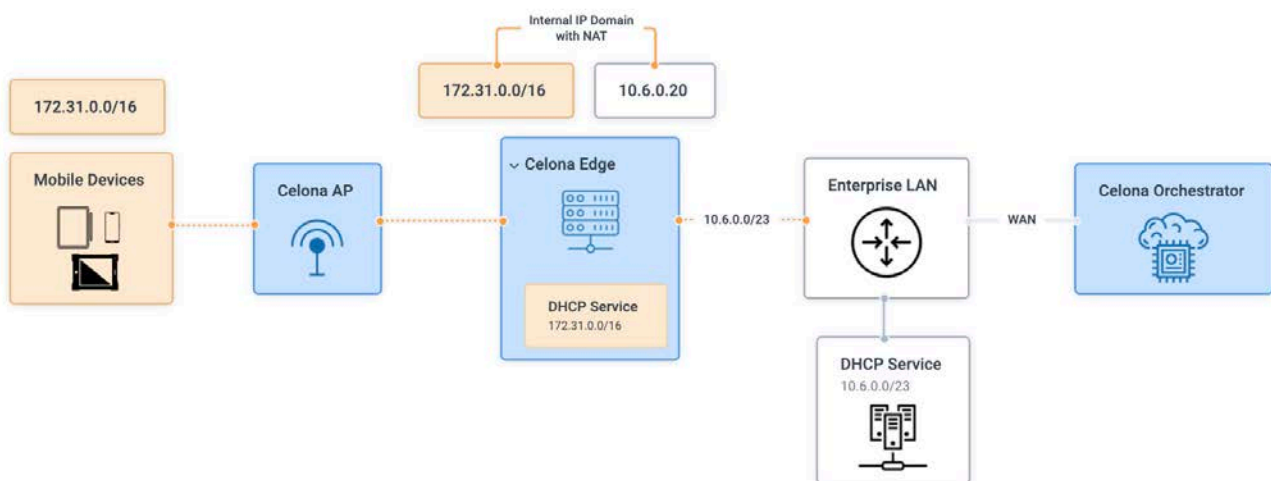 Internal IP Domain
with NAT
172.31.0.0/16
172.31.0.0/16
10.6.0.20
Mobile Devices
Celona AP
Celona Edge
10.6.0.0/23
Enterprise LAN
WAN
Celona Orchestrator
DHCP Service
172.31.0.0/16
DHCP Service
10.6.0.0/23